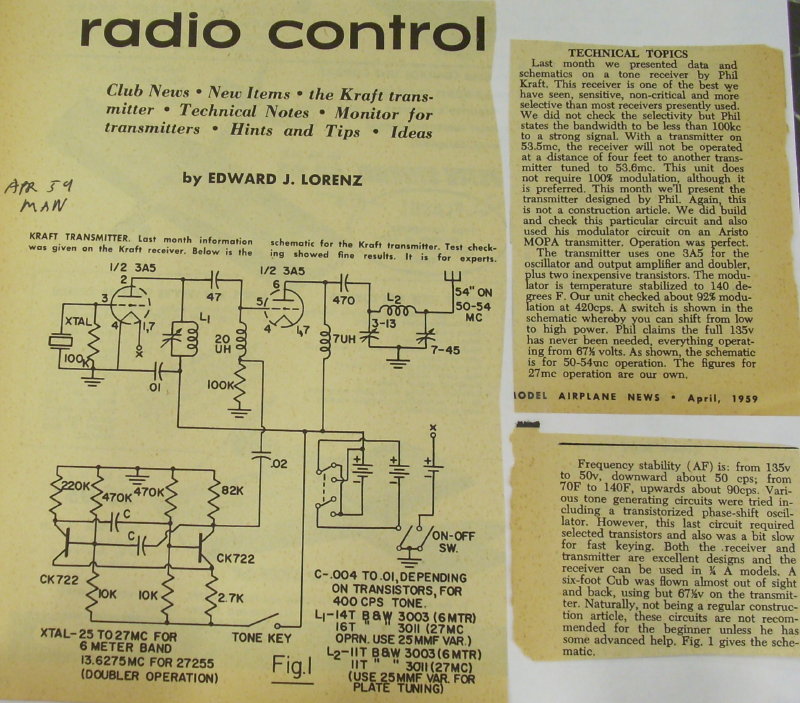 radio control
Club News • New Items • the Kraft trans-
mitter • Technical Notes • Monitor for
transmitters • Hints and Tips • Ideas
by EDWARD J. LORENZ
APR 59
MAN
KRAFT TRANSMITTER. Last month information
was given on the Kraft receiver. Below is the
schematic for the Kraft transmitter. Test check-
ing showed fine results. It is for experts.
1/2 3A5
2
3
4
1,7
X
XTAL
100K
L1
.01
47
20
UH
100K
1/2 3A5
6
5
4
1,7
470
7UH
L2
3-13
7-45
54" ON
50-54
MC
.02
220K
470K
470K
82K
C
C
CK722
CK722
10K
10K
2.7K
TONE KEY
+
+
+
X
ON-OFF
SW.
XTAL-25 TO 27MC FOR
6 METER BAND
13.6275MC FOR 27255
(DOUBLER OPERATION)
Fig.1
C-.004 TO .01, DEPENDING
ON TRANSISTORS, FOR
400 CPS TONE.
L1-14T B&W 3003 (6MTR)
16T " 3011 (27MC
OPRN. USE 25MMF VAR.)
L2-11T B&W 3003(6MTR)
11T " " 3011 (27MC)
(USE 25MMF VAR. FOR
PLATE TUNING)
TECHNICAL TOPICS
Last month we presented data and
schematics on a tone receiver by Phil
Kraft. This receiver is one of the best we
have seen, sensitive, non-critical and more
selective than most receivers presently used.
We did not check the selectivity but Phil
states the bandwidth to be less than 100kc
to a strong signal. With a transmitter on
53.5mc, the receiver will not be operated
at a distance of four feet to another trans-
mitter tuned to 53.6mc. This unit does
not require 100% modulation, although it
is preferred. This month we'll present the
transmitter designed by Phil. Again, this
is not a construction article. We did build
and check this particular circuit and also
used his modulator circuit on an Aristo
MOPA transmitter. Operation was perfect.
The transmitter uses one 3A5 for the
oscillator and output amplifier and doubler,
plus two inexpensive transistors. The modu-
lator is temperature stabilized to 140 de-
grees F. Our unit checked about 92% modu-
lation at 420cps. A switch is shown in the
schematic whereby you can shift from low
to high power. Phil claims the full 135v
has never been needed, everything operat-
ing from 67½ volts. As shown, the schematic
is for 50-54mc operation. The figures for
27mc operation are our own.
MODEL AIRPLANE NEWS • April, 1959
Frequency stability (AF) is: from 135v
to 50v, downward about 50 cps; from
70F to 140F, upwards about 90cps. Vari-
ous tone generating circuits were tried in-
cluding a transistorized phase-shift oscil-
lator. However, this last circuit required
selected transistors and also was a bit slow
for fast keying. Both the receiver and
transmitter are excellent designs and the
receiver can be used in ¼ A models. A
six-foot Cub was flown almost out of sight
and back, using but 67½v on the transmit-
ter. Naturally, not being a regular construc-
tion article, these circuits are not recom-
mended for the beginner unless he has
some advanced help. Fig. 1 gives the sche-
matic.